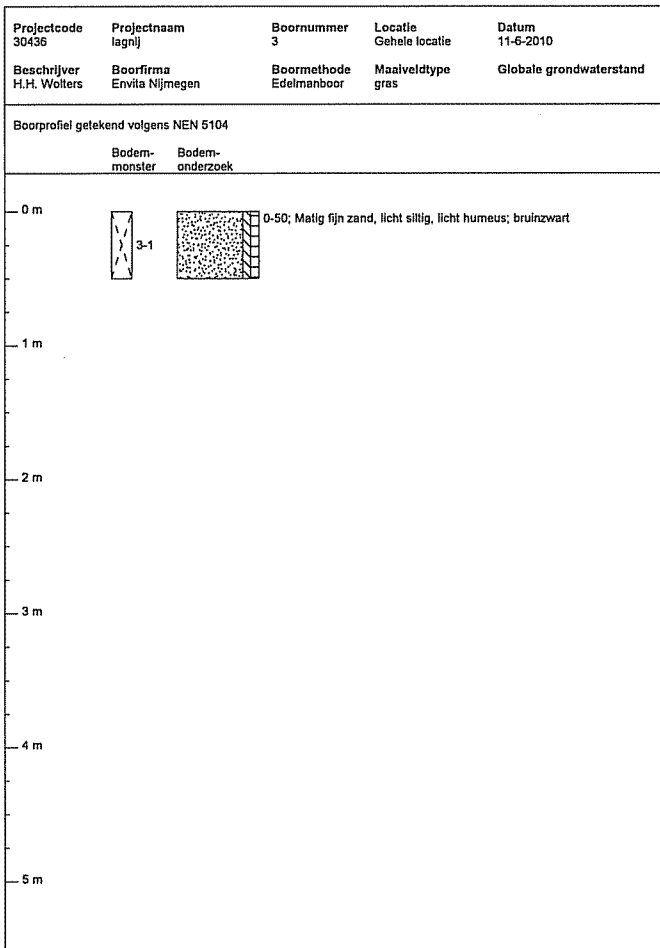 Projectcode Projectnaam Boornummer Locatie Datum
30436 lagnij 3 Gehele locatie 11-6-2010
Beschrijver Boorfirma Boormethode Maaiveldtype Globale grondwaterstand
H.H. Wolters Envita Nijmegen Edelmanboor gras
Boorprofiel getekend volgens NEN 5104
Bodem- Bodem-
monster onderzoek
0 m
0-50; Matig fijn zand, licht siltig, licht humeus; bruinzwart
3-1
1 m
2 m
3 m
4 m
5 m